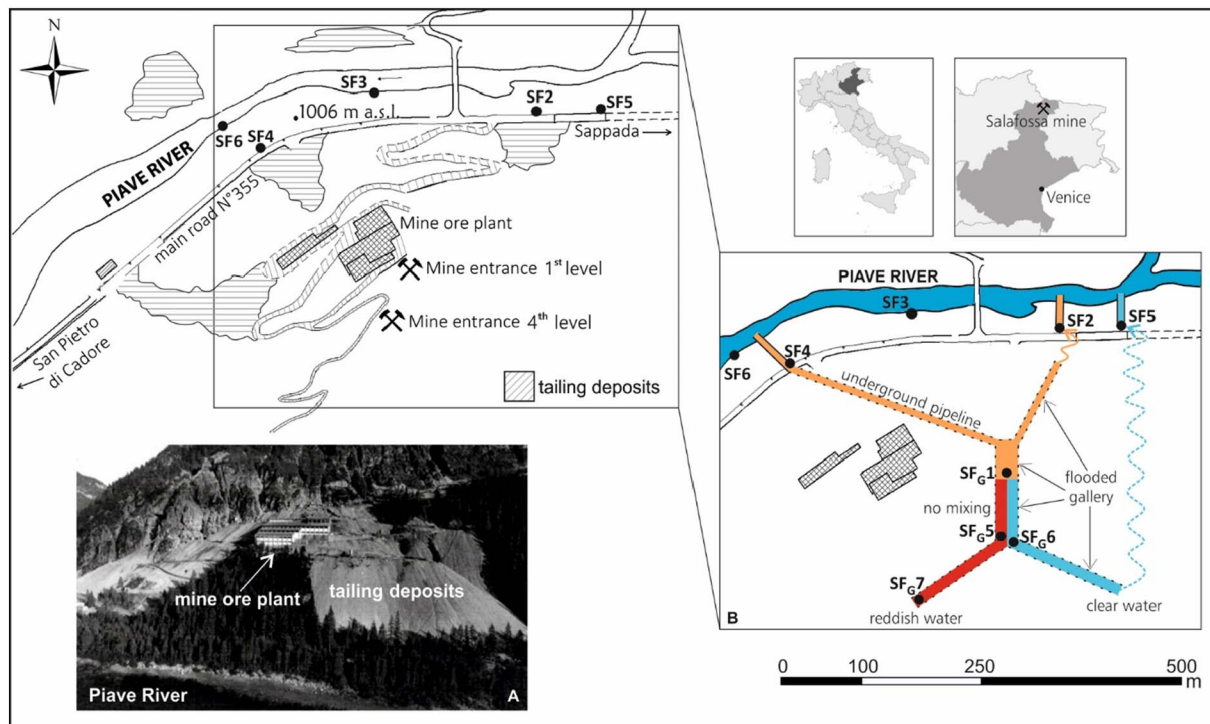 N
SF3
1006 m a.s.l.
SF2
SF5
Sappada
SF6
SF4
PIAVE RIVER
main road N°355
Mine ore plant
Mine entrance 1st level
Mine entrance 4th level
San Pietro
di Cadore
tailing deposits
Salafossa mine
Venice
PIAVE RIVER
SF3
SF2
SF5
SF6
SF4
underground pipeline
SFG1
flooded
gallery
no mixing
SFG5
SFG6
SFG7
reddish water
clear water
B
mine ore plant
tailing deposits
Piave River
A
0 100 250 500
m